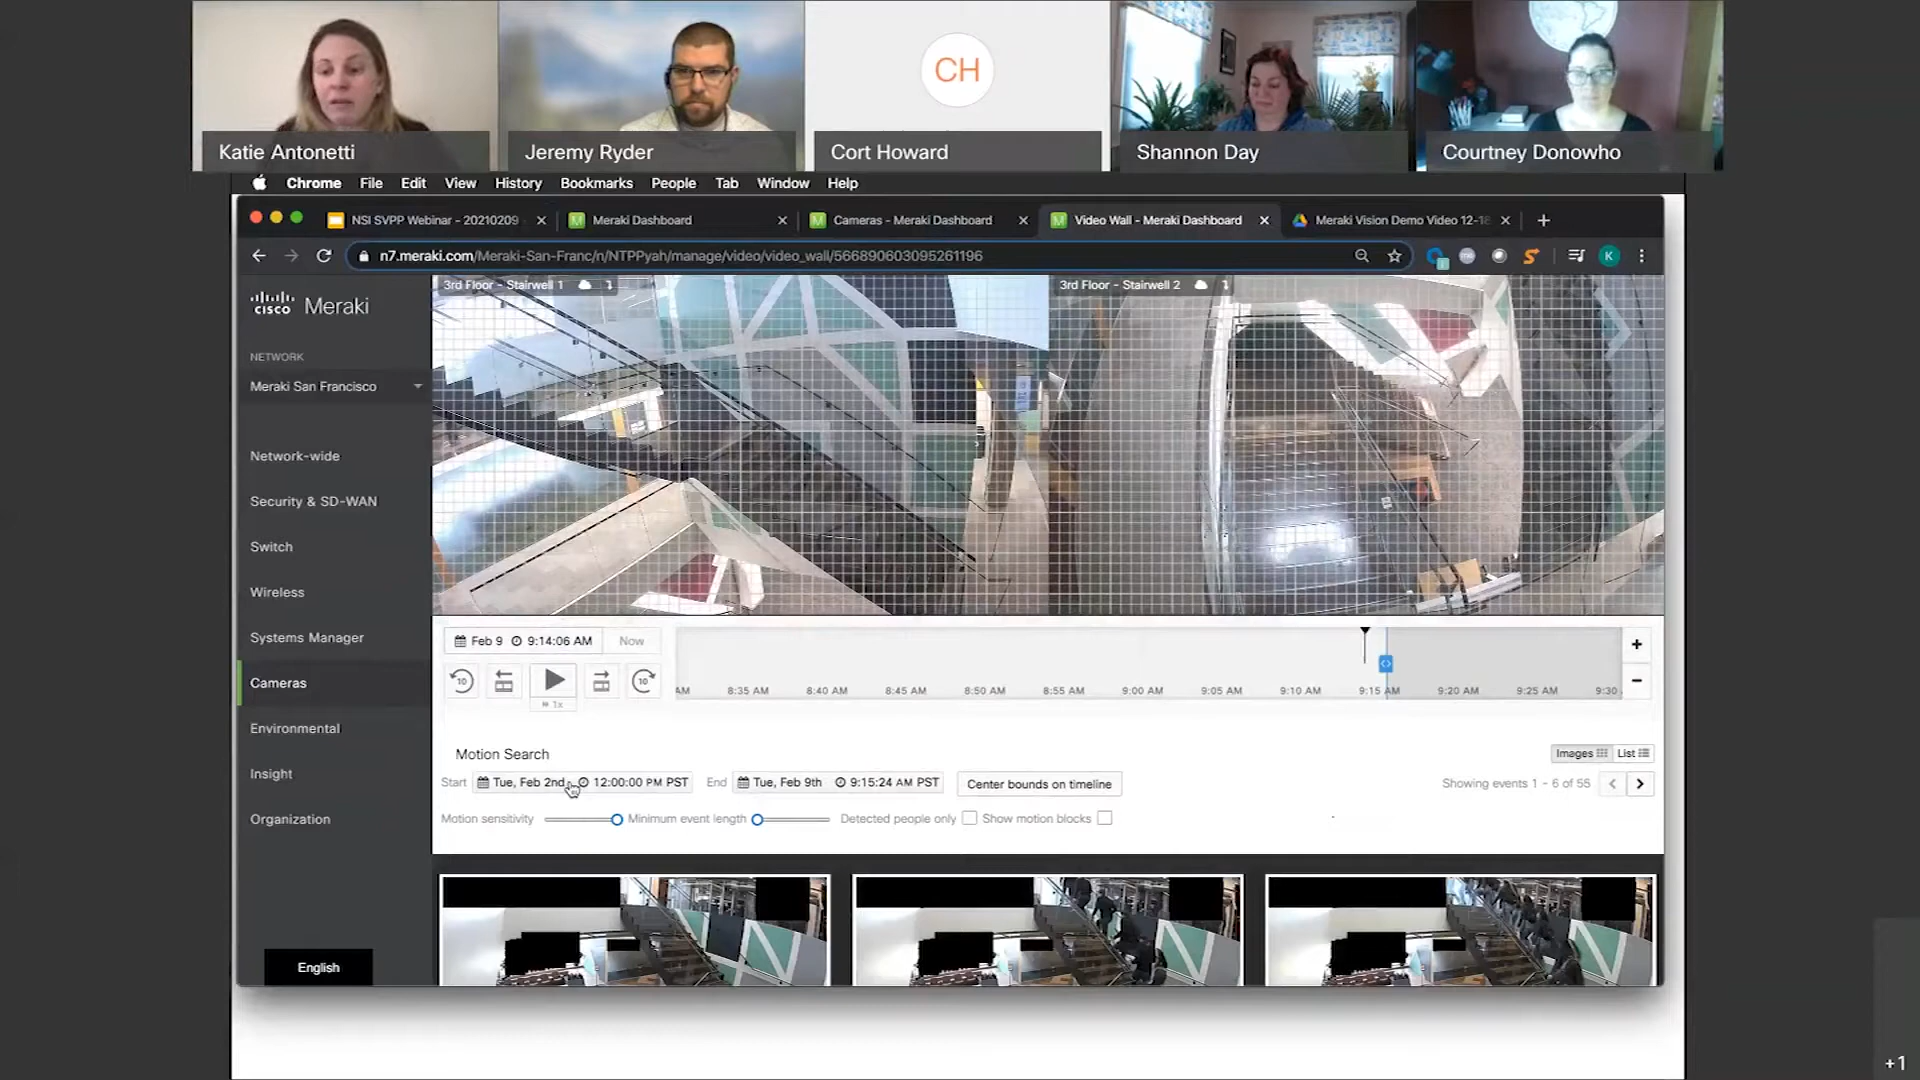 CH
Katie Antonetti
Jeremy Ryder
Cort Howard
Shannon Day
Courtney Donowho
Chrome File Edit View History Bookmarks People Tab Window Help
NSI SVPP Webinar - 20210209
Meraki Dashboard
Cameras - Meraki Dashboard
Video Wall - Meraki Dashboard
Meraki Vision Demo Video 12-18
n7.meraki.com/Meraki-San-Franc/n/NTPPyah/manage/video/video_wall/566890603095261196
K
cisco Meraki
NETWORK
Meraki San Francisco
Network-wide
Security & SD-WAN
Switch
Wireless
Systems Manager
Cameras
Environmental
Insight
Organization
English
3rd Floor - Stairwell 1
3rd Floor - Stairwell 2
Feb 9 9:14:06 AM Now
10 10
1x
AM 8:35 AM 8:40 AM 8:45 AM 8:50 AM 8:55 AM 9:00 AM 9:05 AM 9:10 AM 9:15 AM 9:20 AM 9:25 AM 9:30
Motion Search
Images List
Start Tue, Feb 2nd 12:00:00 PM PST End Tue, Feb 9th 9:15:24 AM PST Center bounds on timeline Showing events 1 - 6 of 55
Motion sensitivity Minimum event length Detected people only Show motion blocks
+1